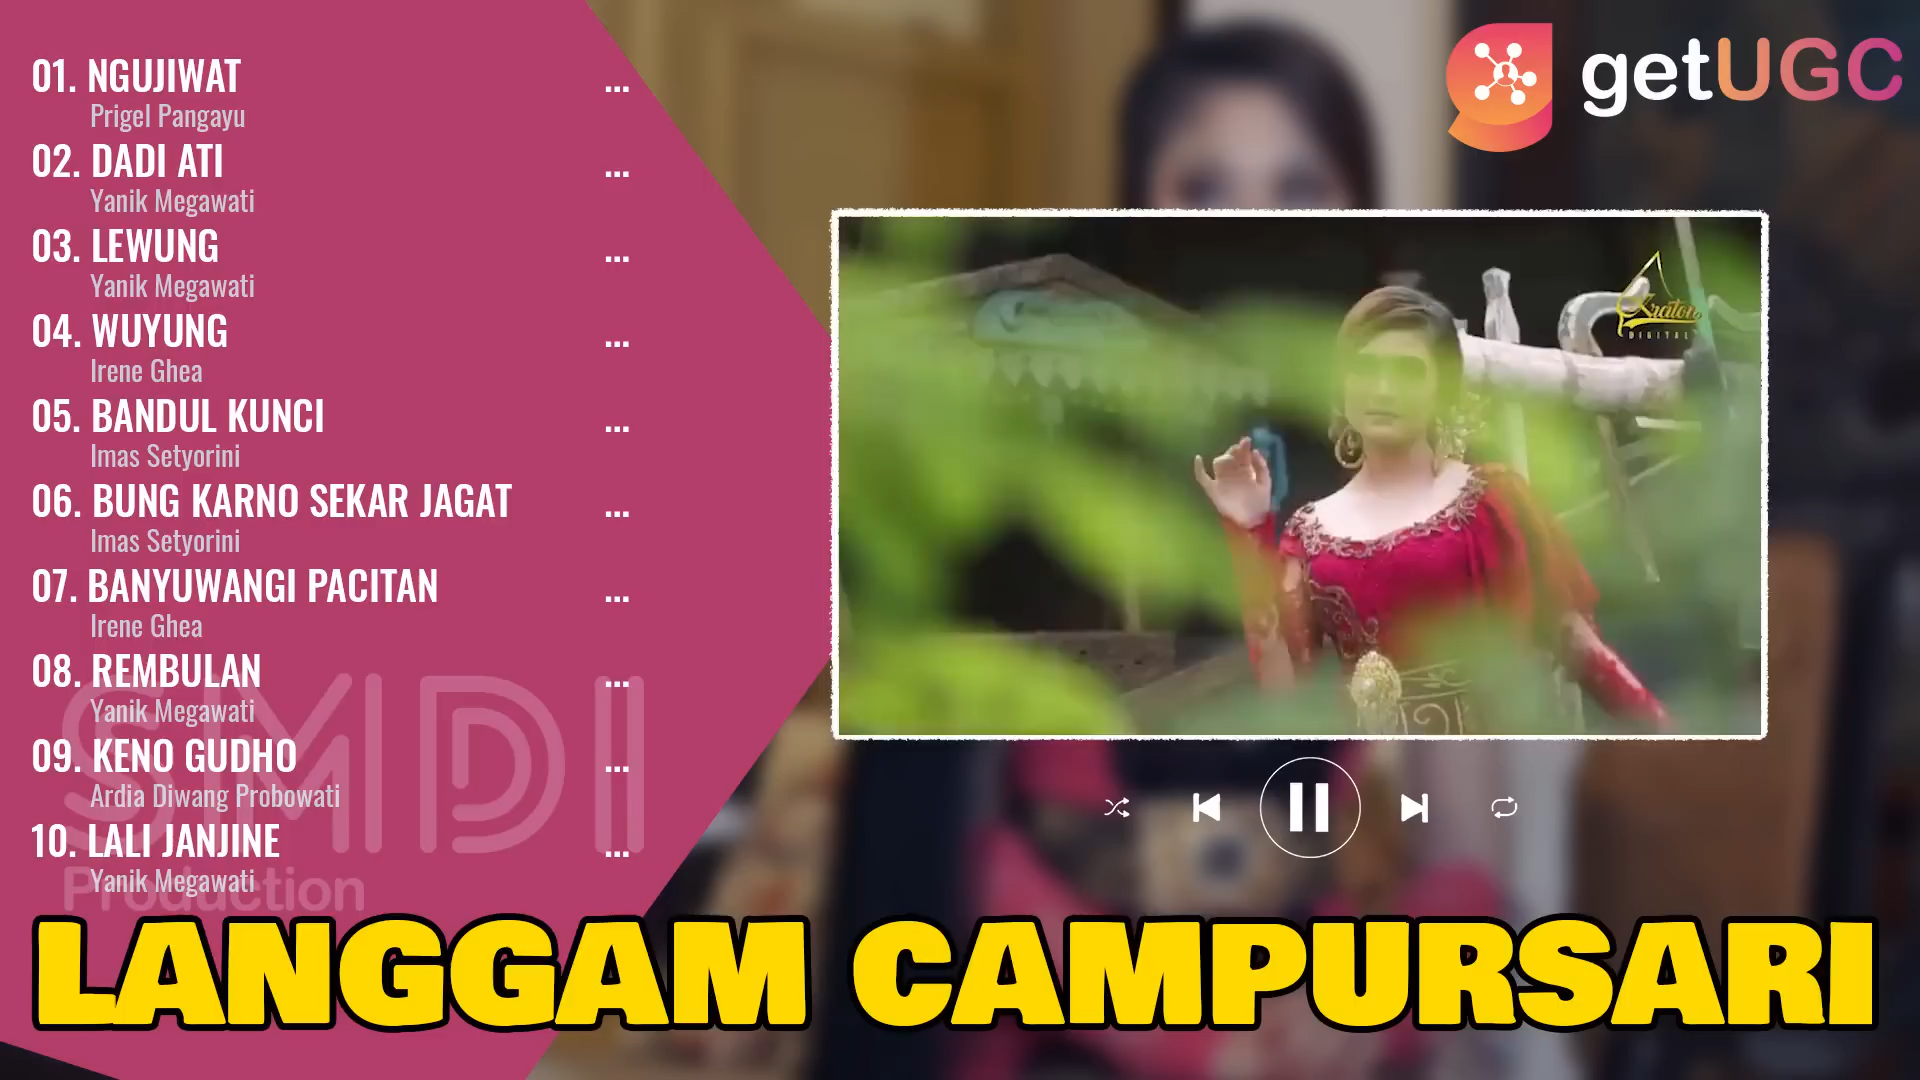 01. NGUJIWAT ...
Prigel Pangayu
02. DADI ATI ...
Yanik Megawati
03. LEWUNG ...
Yanik Megawati
04. WUYUNG ...
Irene Ghea
05. BANDUL KUNCI ...
Imas Setyorini
06. BUNG KARNO SEKAR JAGAT ...
Imas Setyorini
07. BANYUWANGI PACITAN ...
Irene Ghea
08. REMBULAN ...
Yanik Megawati
09. KENO GUDHO ...
Ardia Diwang Probowati
10. LALI JANJINE ...
Yanik Megawati
SMDI
Production
getUGC
Kraton
DIGITAL
LANGGAM CAMPURSARI